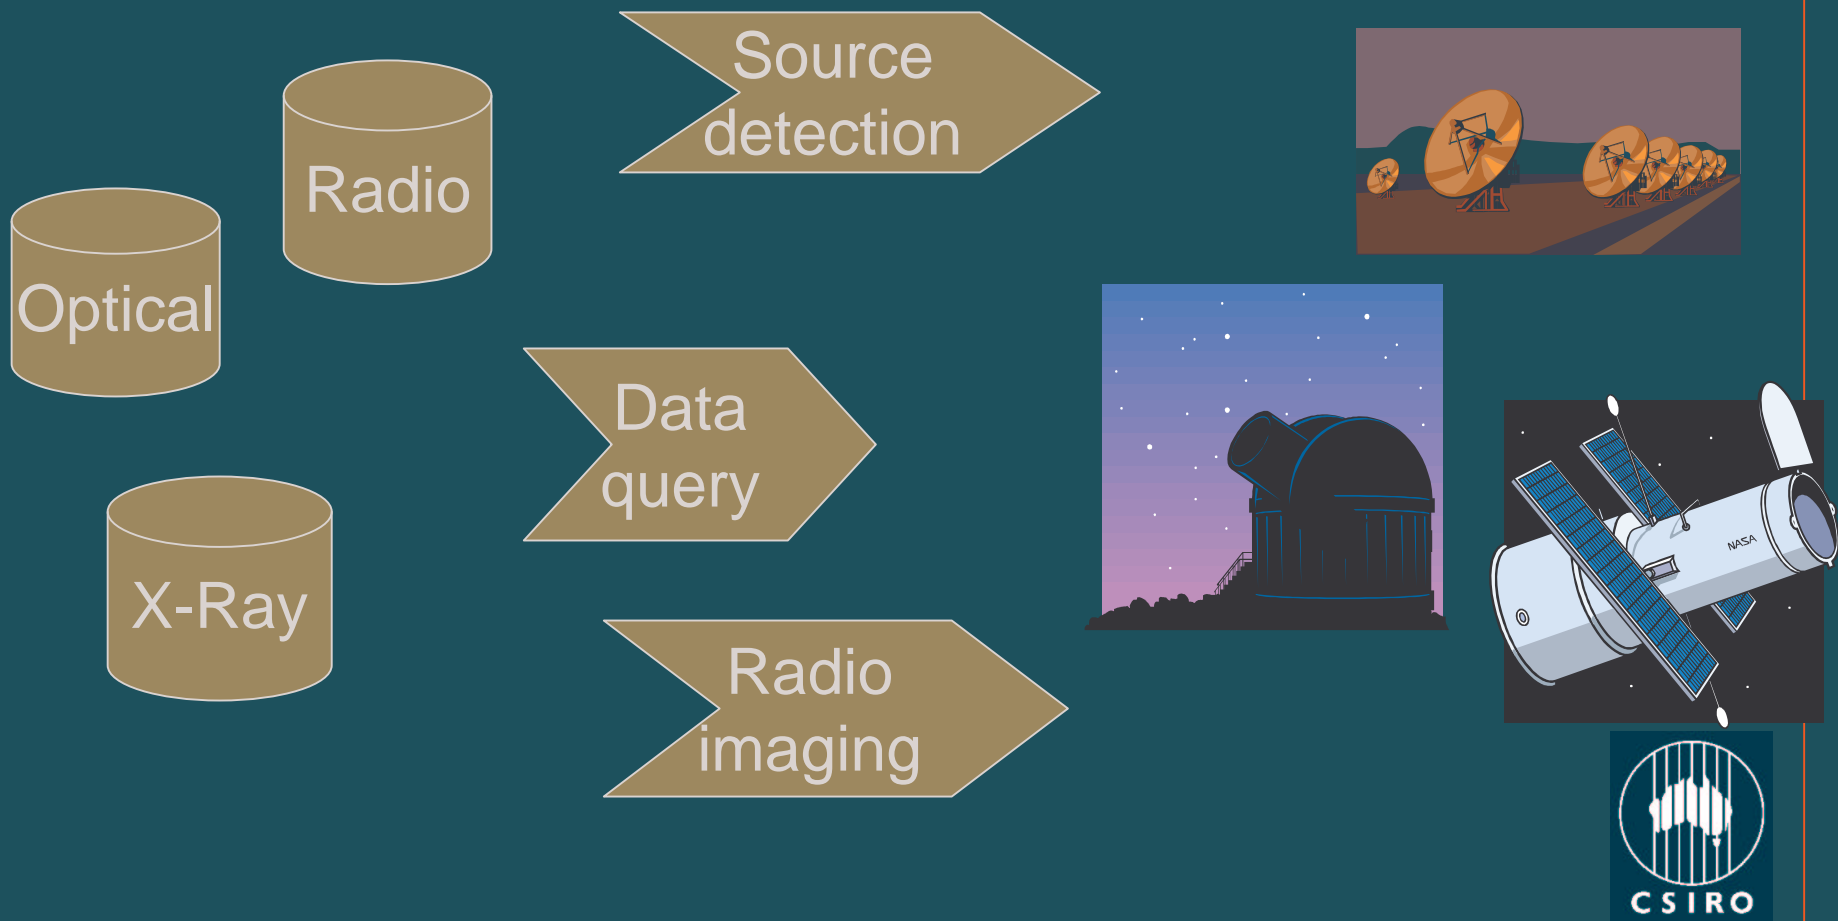 Radio
Optical
X-Ray
Source
detection
Data
query
Radio
imaging
NASA
CSIRO